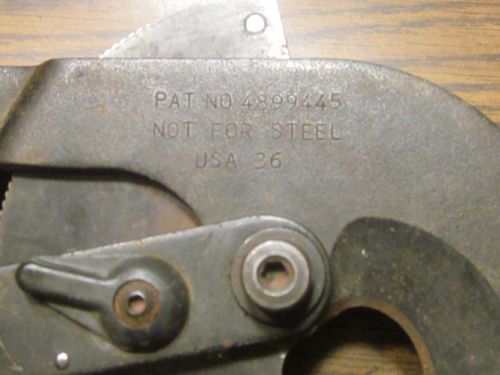 PAT NO 4899445
NOT FOR STEEL
USA 36